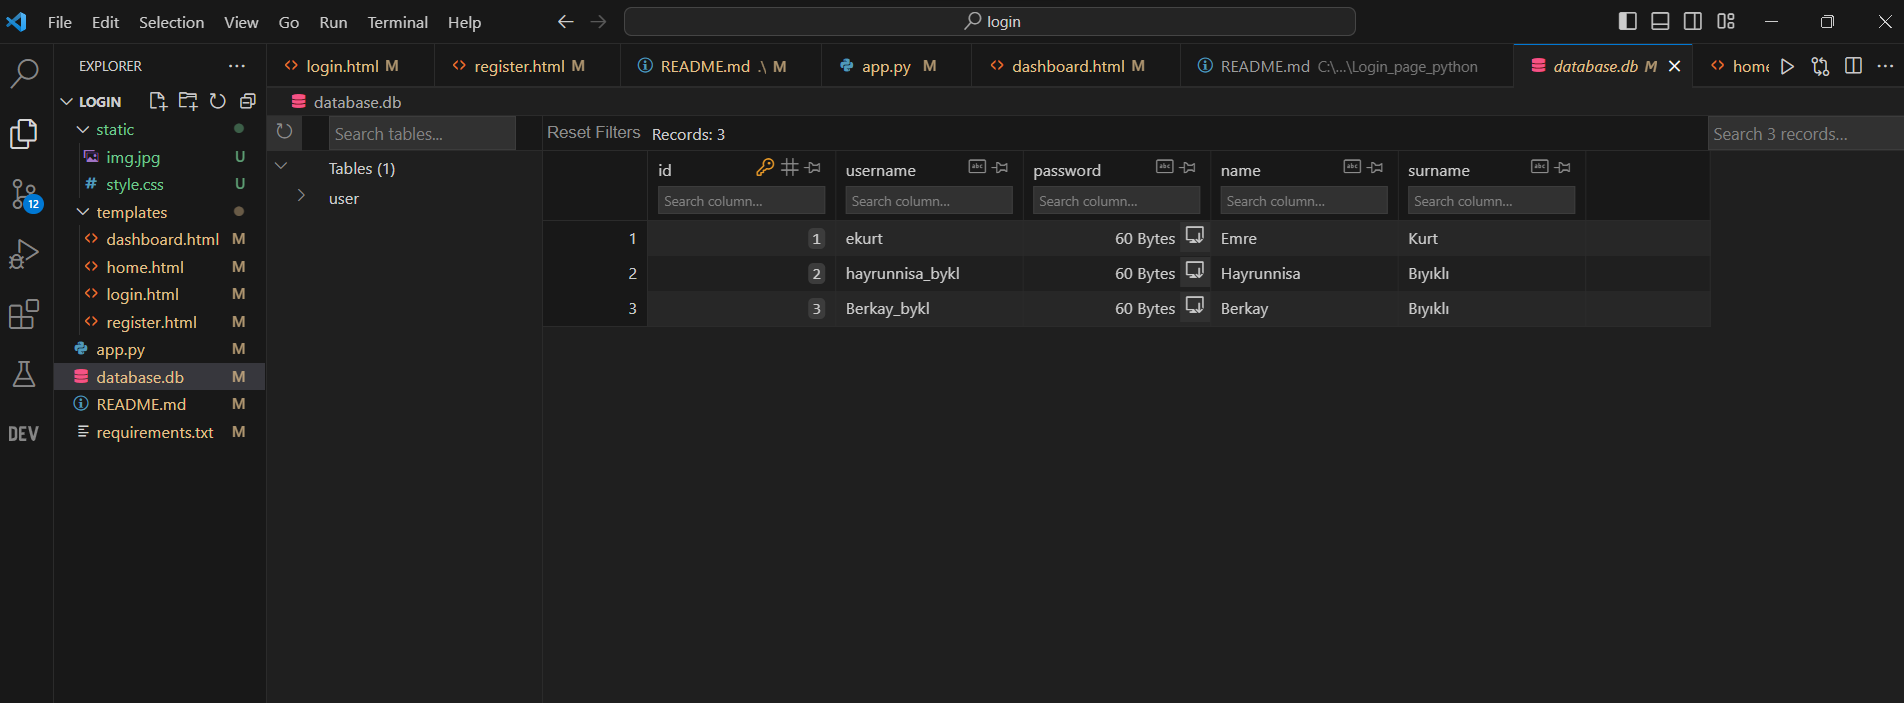 File Edit Selection View Go Run Terminal Help
login
EXPLORER
login.html M
register.html M
README.md .\ M
app.py M
dashboard.html M
README.md C:\...\Login_page_python
database.db M
home
LOGIN
static
img.jpg U
style.css U
templates
dashboard.html M
home.html M
login.html M
register.html M
app.py M
database.db M
README.md M
requirements.txt M
12
DEV
database.db
Search tables...
Reset Filters Records: 3
Search 3 records...
Tables (1)
user
id username password name surname
Search column... Search column... Search column... Search column... Search column...
1 1 ekurt 60 Bytes Emre Kurt
2 2 hayrunnisa_bykl 60 Bytes Hayrunnisa Bıyıklı
3 3 Berkay_bykl 60 Bytes Berkay Bıyıklı